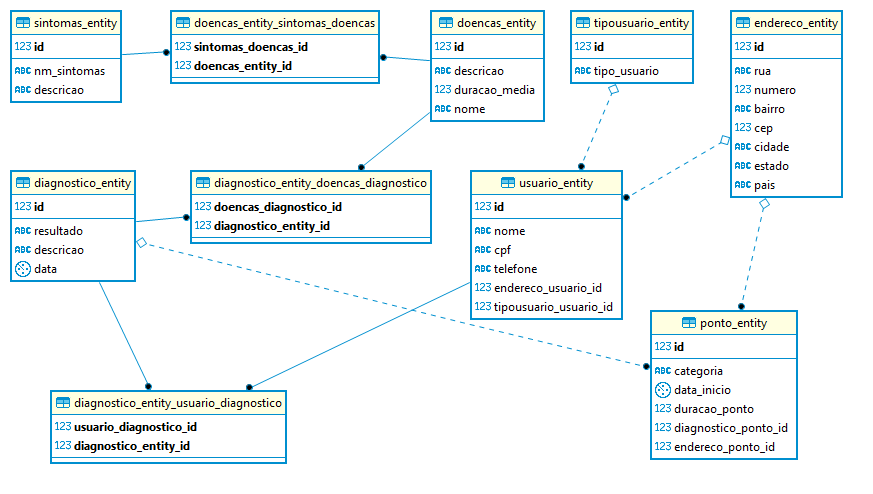 sintomas_entity
123 id
ABC nm_sintomas
ABC descricao
doencas_entity_sintomas_doencas
123 sintomas_doencas_id
123 doencas_entity_id
doencas_entity
123 id
ABC descricao
123 duracao_media
ABC nome
tipousuario_entity
123 id
ABC tipo_usuario
endereco_entity
123 id
ABC rua
123 numero
ABC bairro
123 cep
ABC cidade
ABC estado
ABC pais
diagnostico_entity
123 id
ABC resultado
ABC descricao
data
diagnostico_entity_doencas_diagnostico
123 doencas_diagnostico_id
123 diagnostico_entity_id
usuario_entity
123 id
ABC nome
ABC cpf
ABC telefone
123 endereco_usuario_id
123 tipousuario_usuario_id
ponto_entity
123 id
ABC categoria
data_inicio
123 duracao_ponto
123 diagnostico_ponto_id
123 endereco_ponto_id
diagnostico_entity_usuario_diagnostico
123 usuario_diagnostico_id
123 diagnostico_entity_id